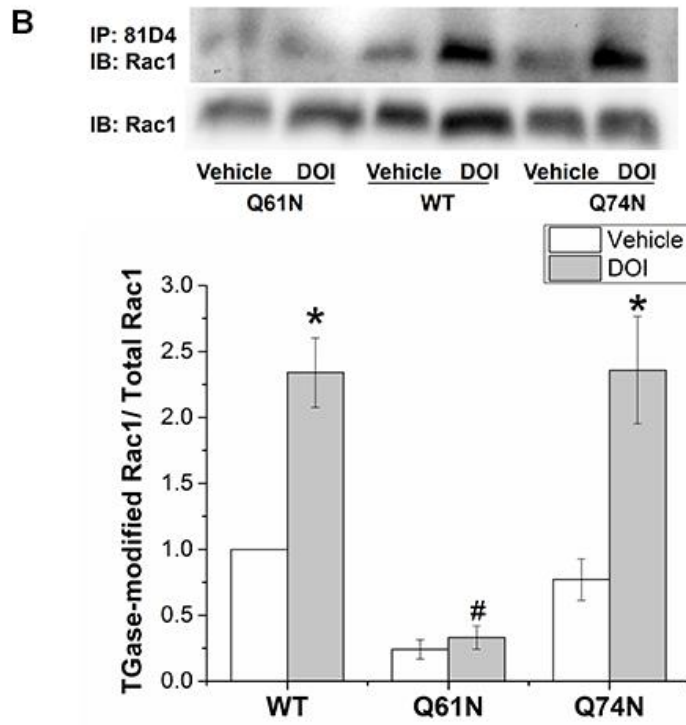 B
IP: 81D4
IB: Rac1
IB: Rac1
Vehicle DOI Vehicle DOI Vehicle DOI
Q61N WT Q74N
Vehicle
DOI
TGase-modified Rac1/ Total Rac1
3.0
2.5
2.0
1.5
1.0
0.5
0.0
*
#
*
WT Q61N Q74N